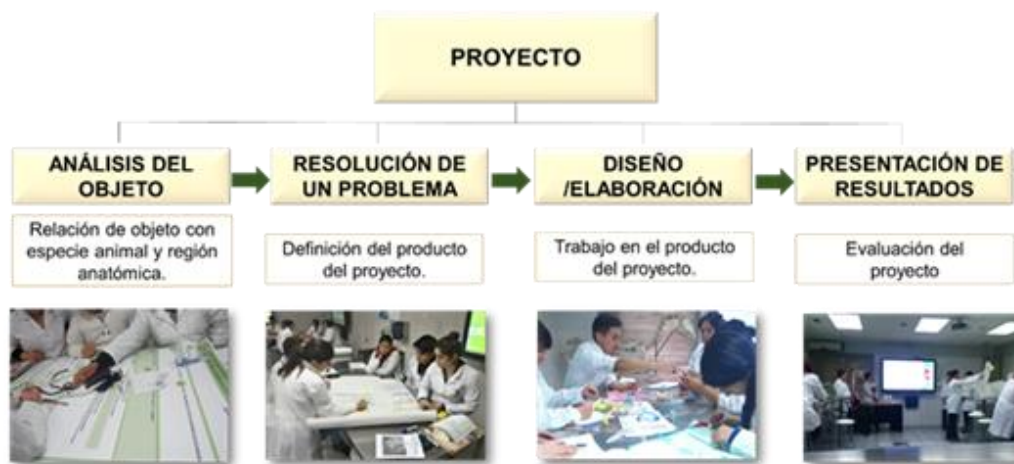 PROYECTO
ANÁLISIS DEL
OBJETO
RESOLUCIÓN DE
UN PROBLEMA
DISEÑO
/ELABORACIÓN
PRESENTACIÓN DE
RESULTADOS
Relación de objeto con
especie animal y región
anatómica.
Definición del producto
del proyecto.
Trabajo en el producto
del proyecto.
Evaluación del
proyecto